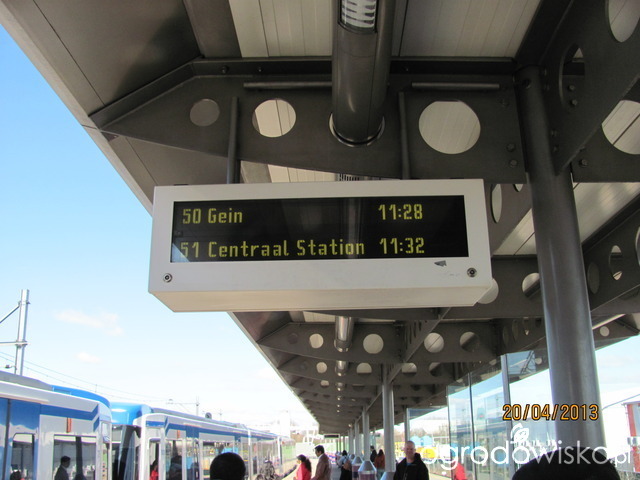 50 Gein 11:28
51 Centraal Station 11:32
20/04/2013
ogrodowisko.pl